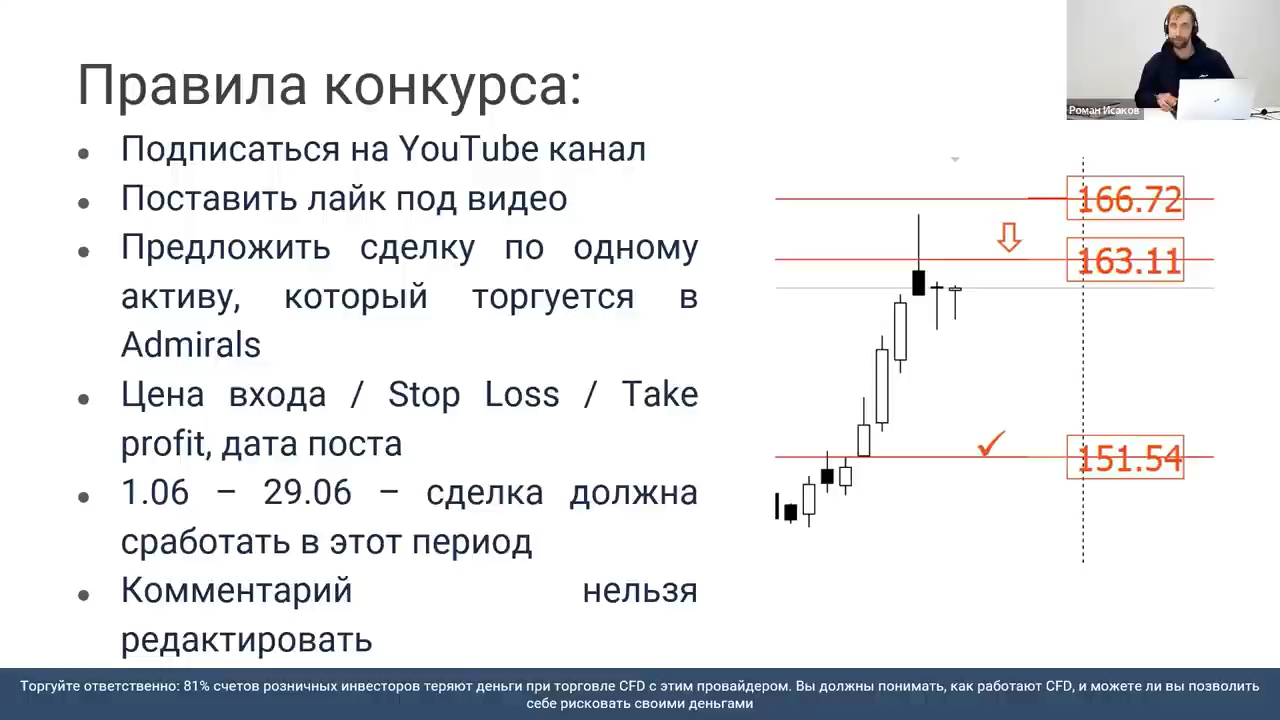 Роман Исаков
Правила конкурса:
Подписаться на YouTube канал
Поставить лайк под видео
Предложить сделку по одному
активу, который торгуется в
Admirals
Цена входа / Stop Loss / Take
profit, дата поста
1.06 – 29.06 – сделка должна
сработать в этот период
Комментарий нельзя
редактировать
166.72
163.11
151.54
Торгуйте ответственно: 81% счетов розничных инвесторов теряют деньги при торговле CFD с этим провайдером. Вы должны понимать, как работают CFD, и можете ли вы позволить
себе рисковать своими деньгами